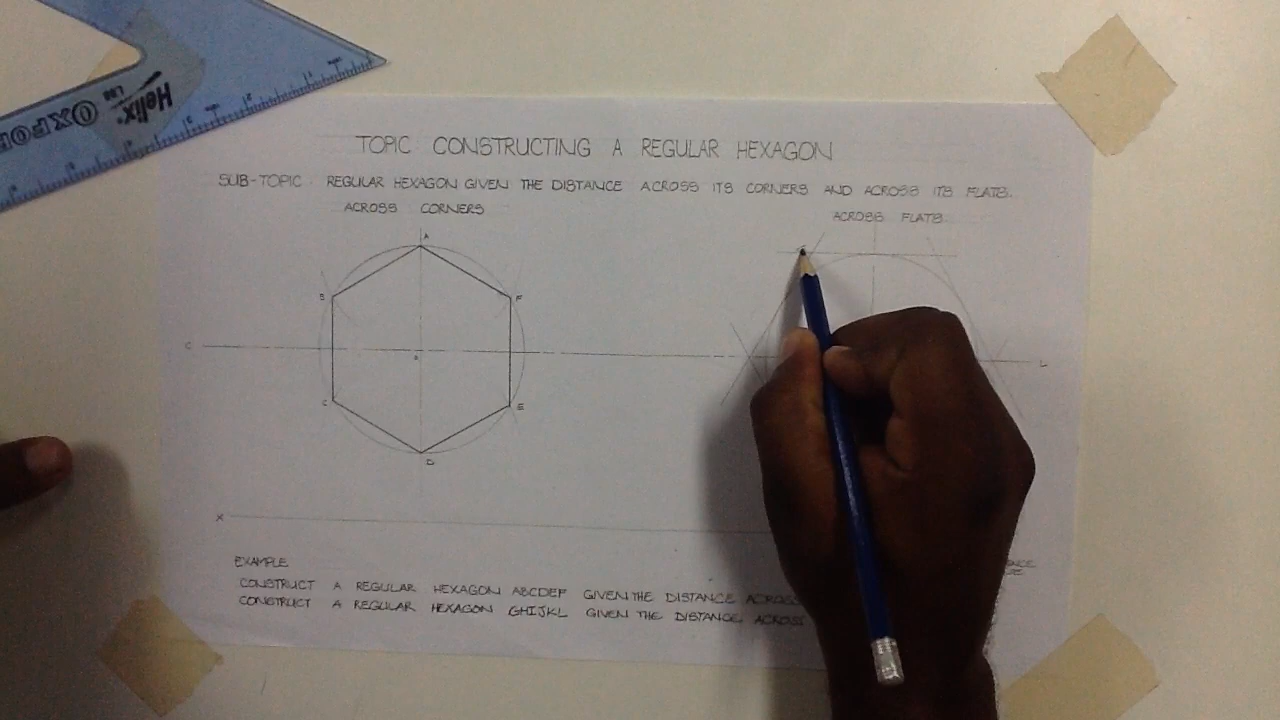 Helix
OXFO
TOPIC CONSTRUCTING A REGULAR HEXAGON
SUB-TOPIC. REGULAR HEXAGON GIVEN THE DISTANCE ACROSS ITS CORNERS AND ACROSS ITS FLATS.
ACROSS CORNERS
ACROSS FLATS
A
B F
C L
C E
D
X
EXAMPLE
CONSTRUCT A REGULAR HEXAGON ABCDEF GIVEN THE DISTANCE ACROSS
CONSTRUCT A REGULAR HEXAGON GHIJKL GIVEN THE DISTANCE ACROSS